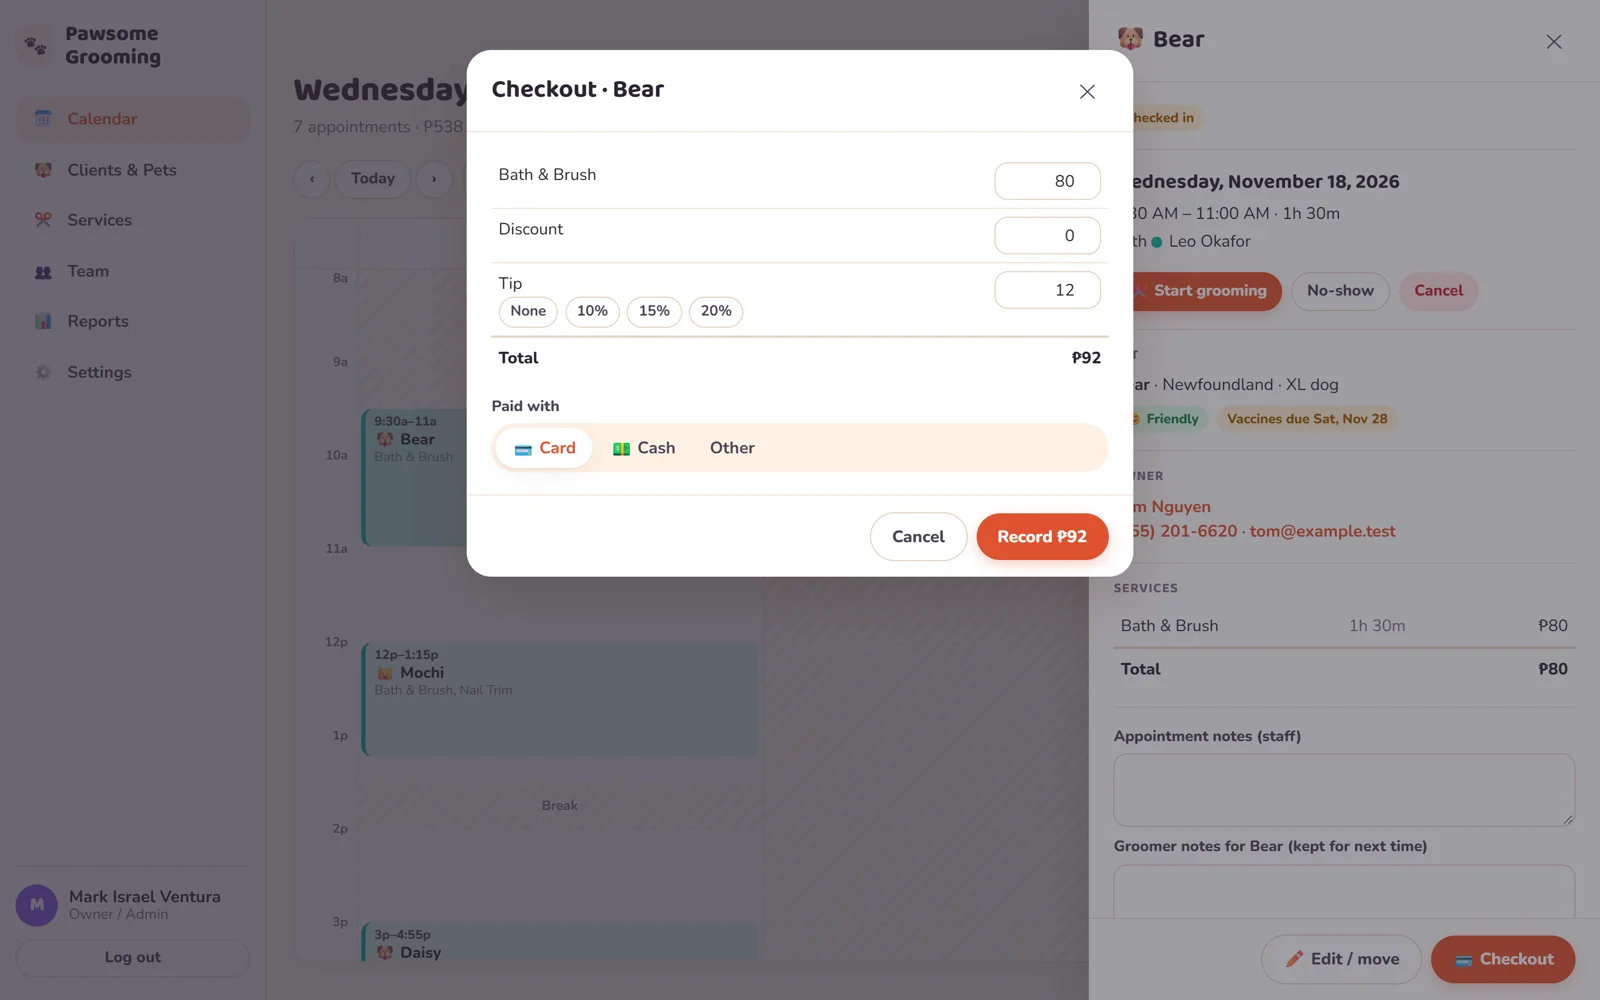 Pawsome
Grooming
Calendar
Clients & Pets
Services
Team
Reports
Settings
Mark Israel Ventura
Owner / Admin
M
Log out
Wednesday
7 appointments · ₱538
‹ Today ›
8a
9a
10a
11a
12p
1p
2p
3p
9:30a–11a
Bear
Bath & Brush
12p–1:15p
Mochi
Bath & Brush, Nail Trim
Break
3p–4:55p
Daisy
Checkout · Bear
Bath & Brush 80
Discount 0
Tip 12
None 10% 15% 20%
Total ₱92
Paid with
Card Cash Other
Cancel Record ₱92
Bear
hecked in
ednesday, November 18, 2026
30 AM – 11:00 AM · 1h 30m
th Leo Okafor
Start grooming No-show Cancel
T
ar · Newfoundland · XL dog
Friendly Vaccines due Sat, Nov 28
NER
m Nguyen
55) 201-6620 · tom@example.test
SERVICES
Bath & Brush 1h 30m ₱80
Total ₱80
Appointment notes (staff)
Groomer notes for Bear (kept for next time)
Edit / move Checkout